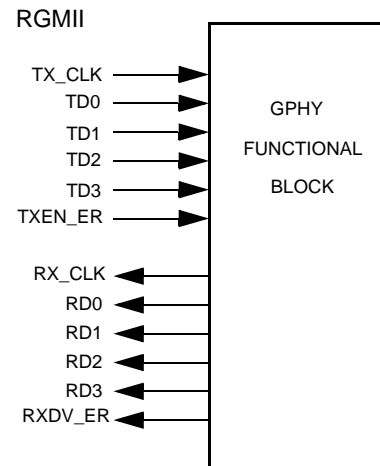 RGMII
TX_CLK
TD0
TD1
TD2
TD3
TXEN_ER
RX_CLK
RD0
RD1
RD2
RD3
RXDV_ER
GPHY
FUNCTIONAL
BLOCK